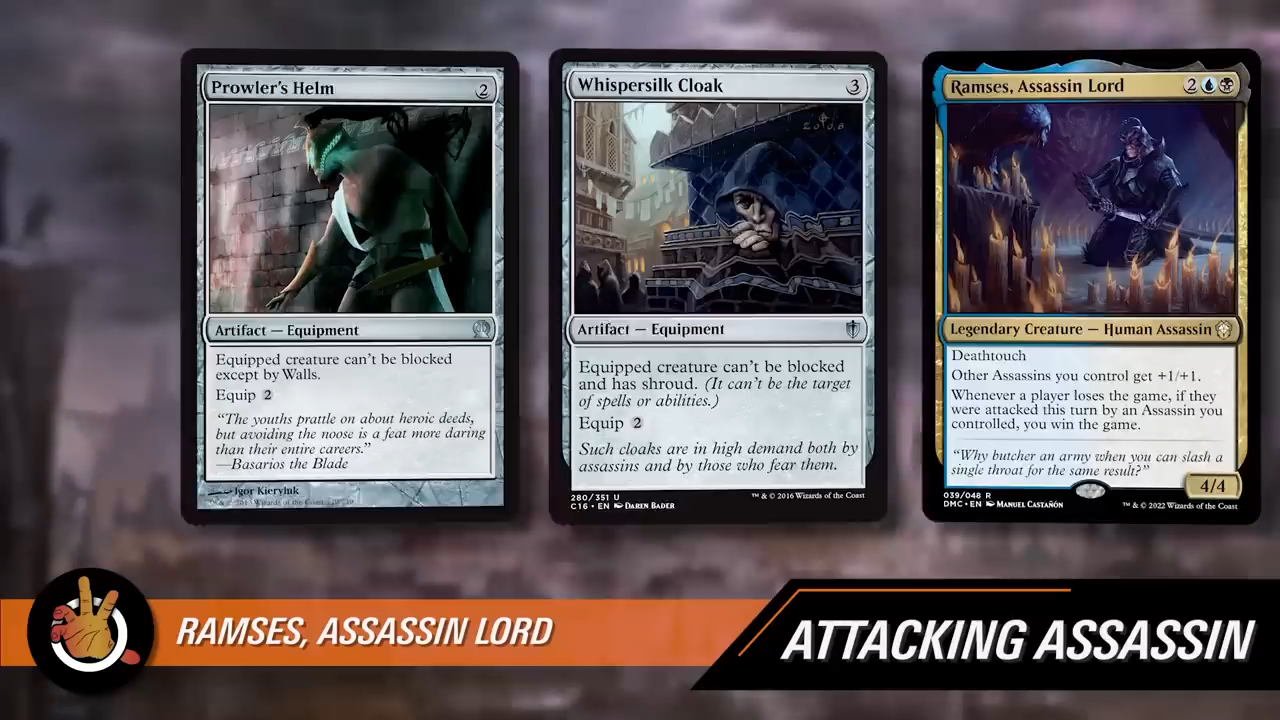 Prowler's Helm 2
Artifact — Equipment
Equipped creature can't be blocked
except by Walls.
Equip 2
"The youths prattle on about heroic deeds,
but avoiding the noose is a feat more daring
than their entire careers."
—Basarios the Blade
Igor Kieryluk
Whispersilk Cloak 3
Artifact — Equipment
Equipped creature can't be blocked
and has shroud. (It can't be the target
of spells or abilities.)
Equip 2
Such cloaks are in high demand both by
assassins and by those who fear them.
280/351 U
C16 • EN Daren Bader
™ & © 2016 Wizards of the Coast
Ramses, Assassin Lord 2
Legendary Creature — Human Assassin
Deathtouch
Other Assassins you control get +1/+1.
Whenever a player loses the game, if they
were attacked this turn by an Assassin you
controlled, you win the game.
"Why butcher an army when you can slash a
single throat for the same result?"
4/4
039/048 R
DMC • EN Manuel Castañón
™ & © 2022 Wizards of the Coast
RAMSES, ASSASSIN LORD
ATTACKING ASSASSIN